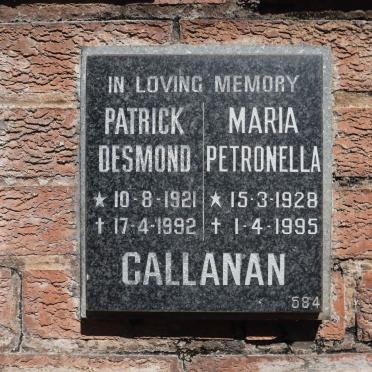 IN LOVING MEMORY
PATRICK
DESMOND
★ 10-8-1921
✝ 17-4-1992
MARIA
PETRONELLA
★ 15-3-1928
✝ 1-4-1995
CALLANAN
584